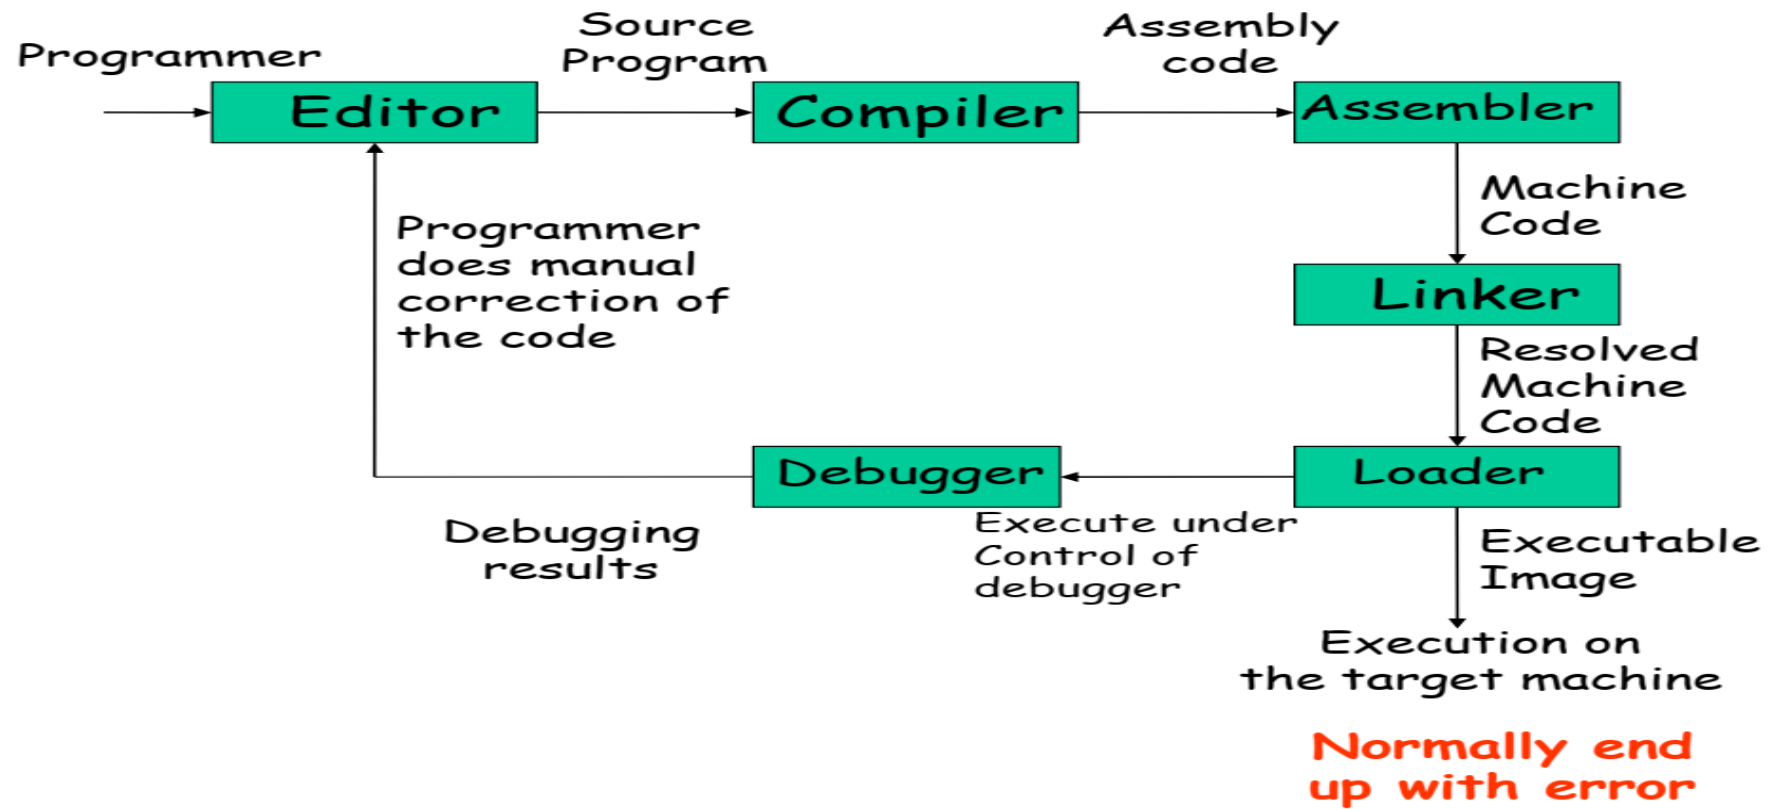 Programmer
Source
Program
Assembly
code
Editor
Compiler
Assembler
Machine
Code
Programmer
does manual
correction of
the code
Linker
Resolved
Machine
Code
Debugger
Loader
Debugging
results
Execute under
Control of
debugger
Executable
Image
Execution on
the target machine
Normally end
up with error